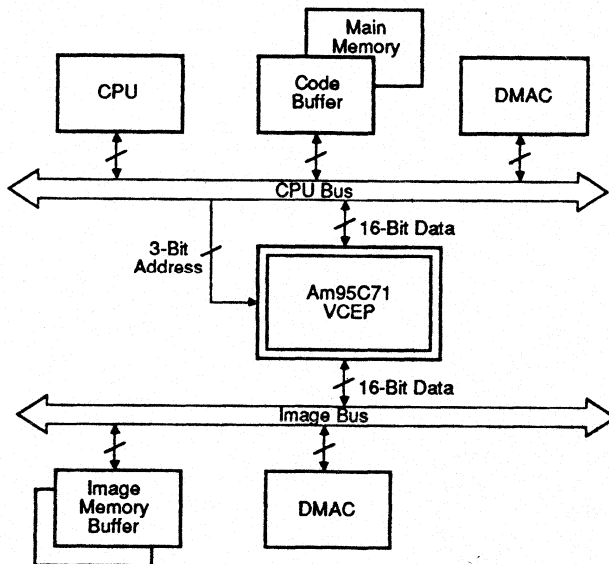 Main
Memory
CPU
Code
Buffer
DMAC
CPU Bus
16-Bit Data
3-Bit
Address
Am95C71
VCEP
16-Bit Data
Image Bus
Image
Memory
Buffer
DMAC